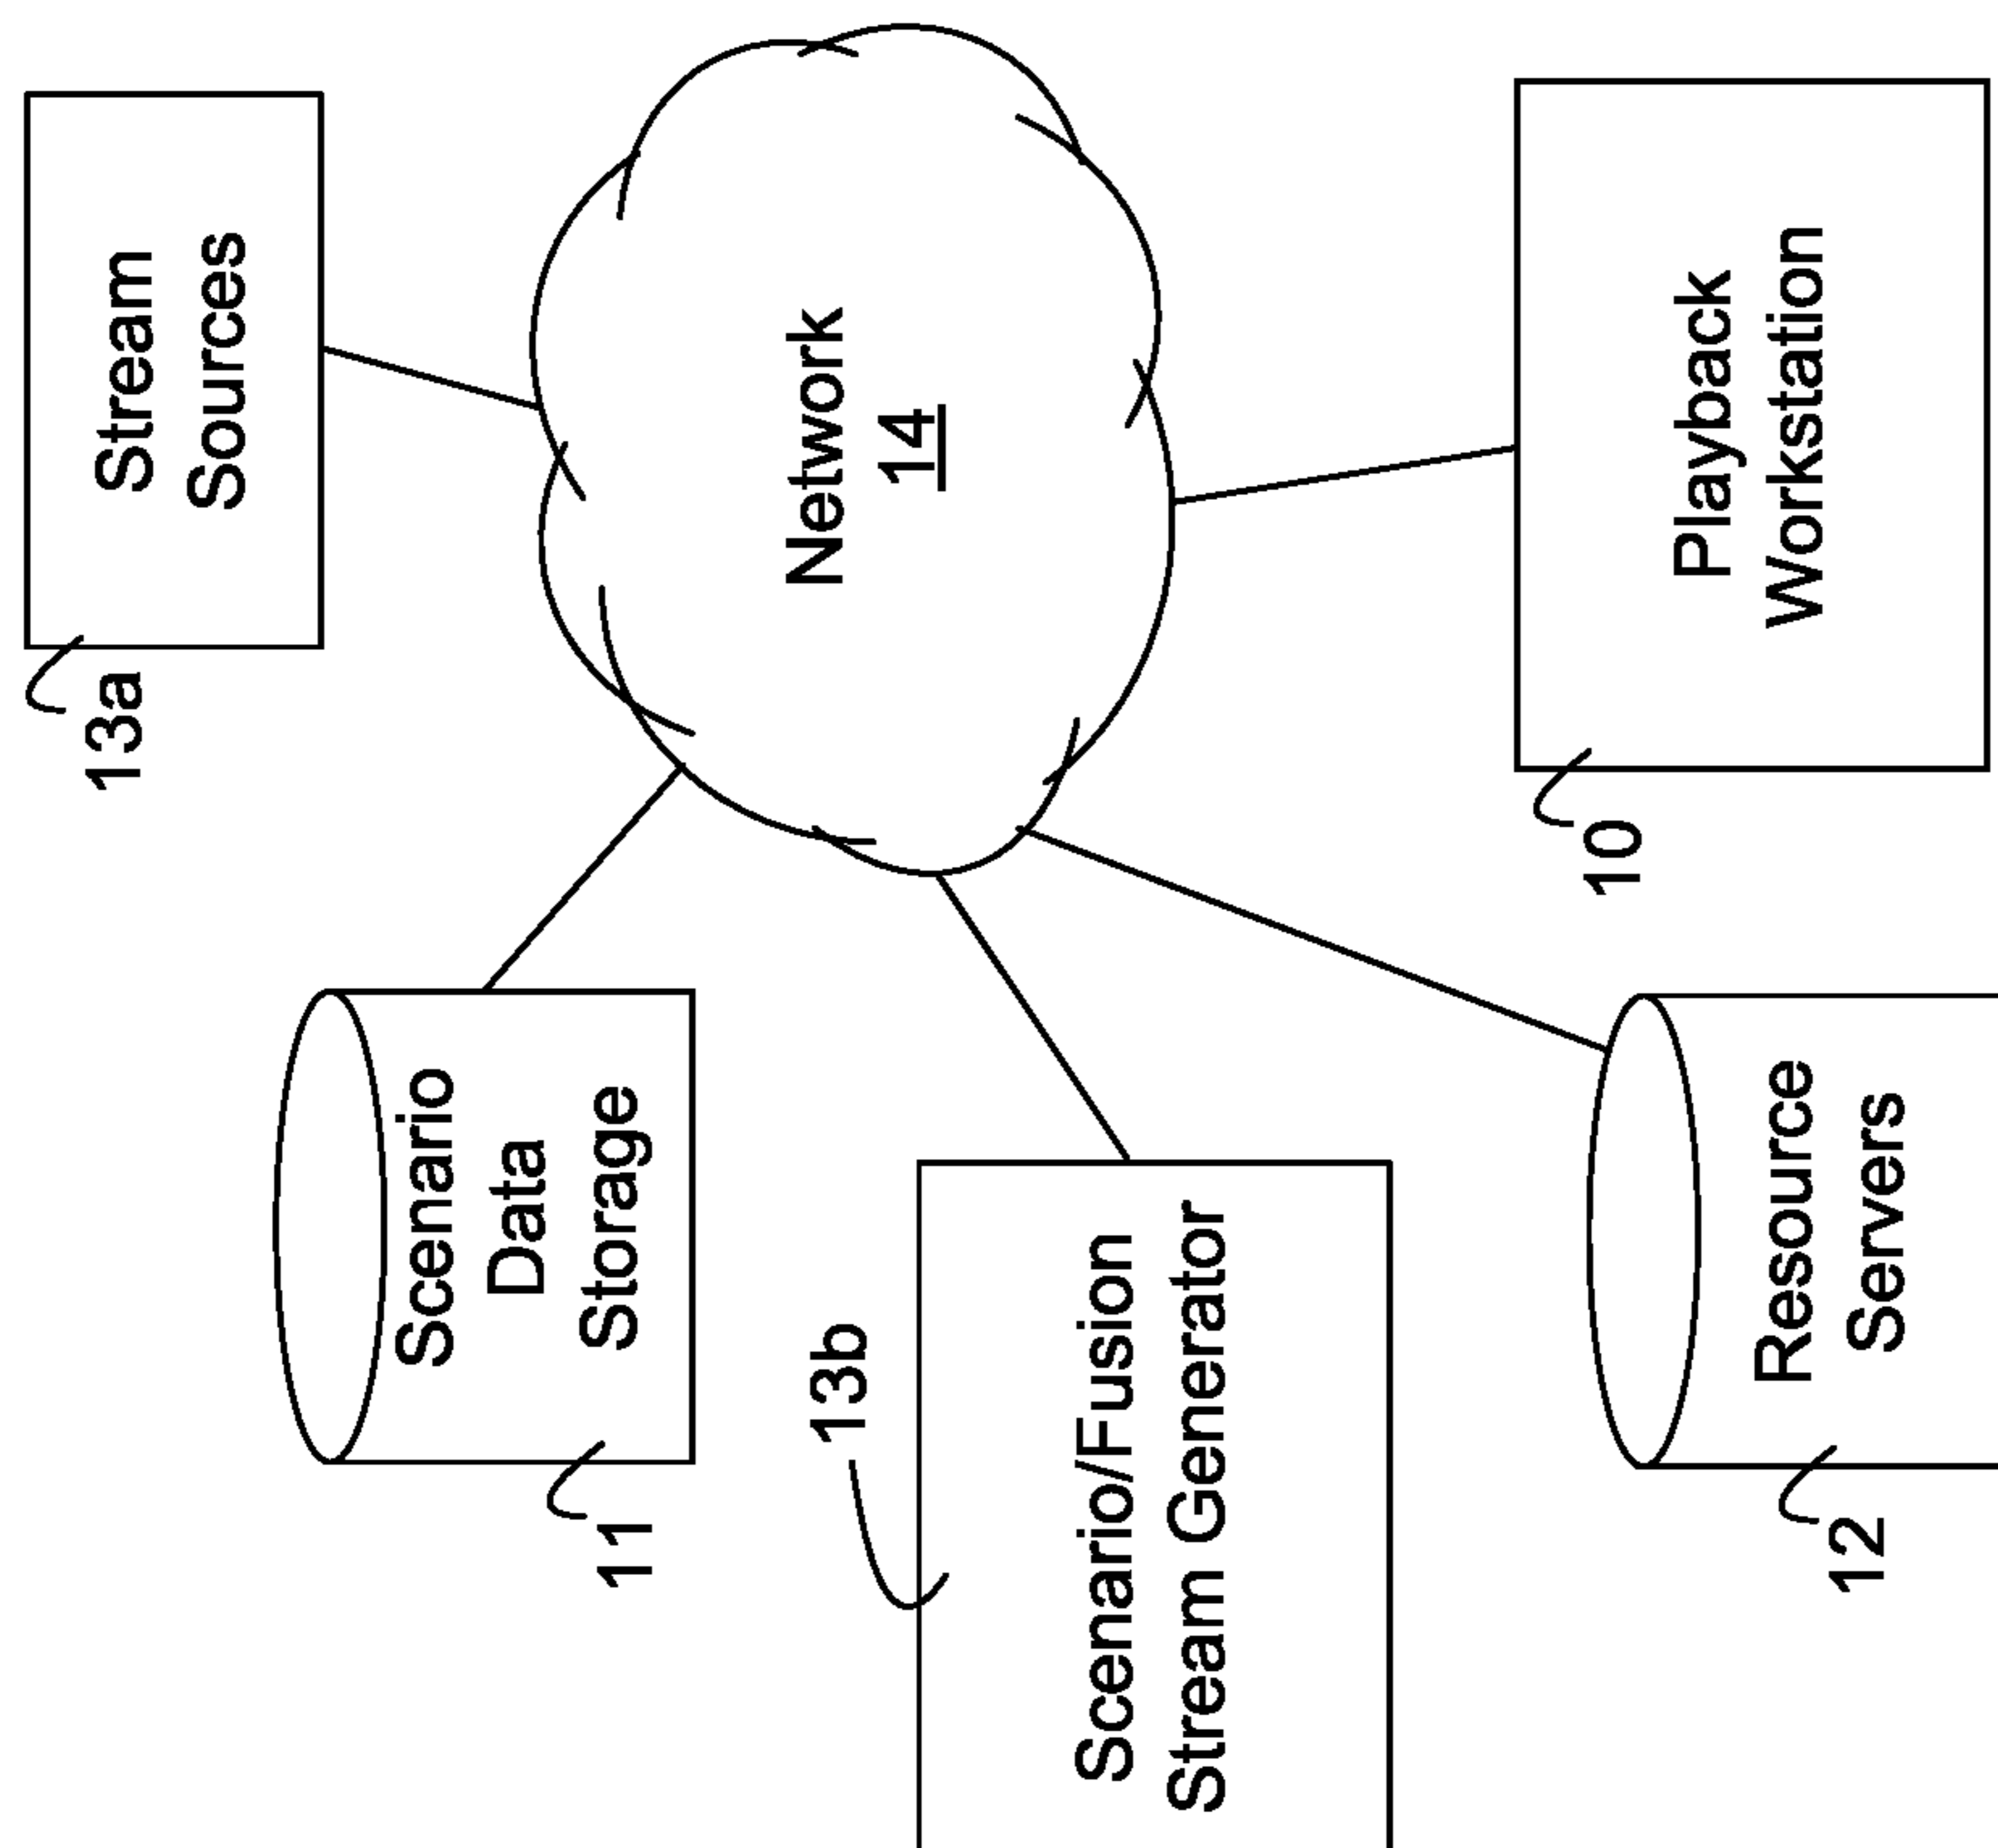 13a
Stream
Sources
11
Scenario
Data
Storage
Network
14
13b
Scenario/Fusion
Stream Generator
12
Resource
Servers
10
Playback
Workstation